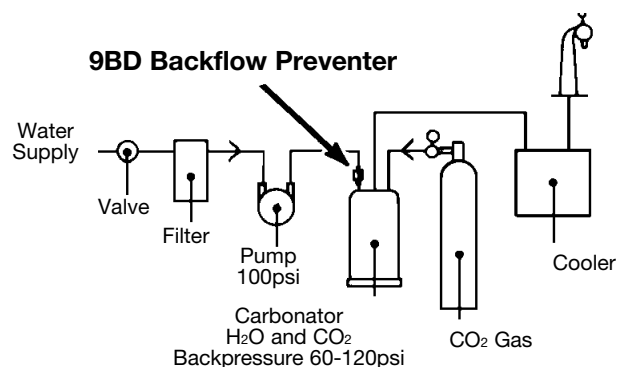 9BD Backflow Preventer
Water
Supply
Valve
Filter
Pump
100psi
Carbonator
H₂O and CO₂
Backpressure 60-120psi
CO₂ Gas
Cooler